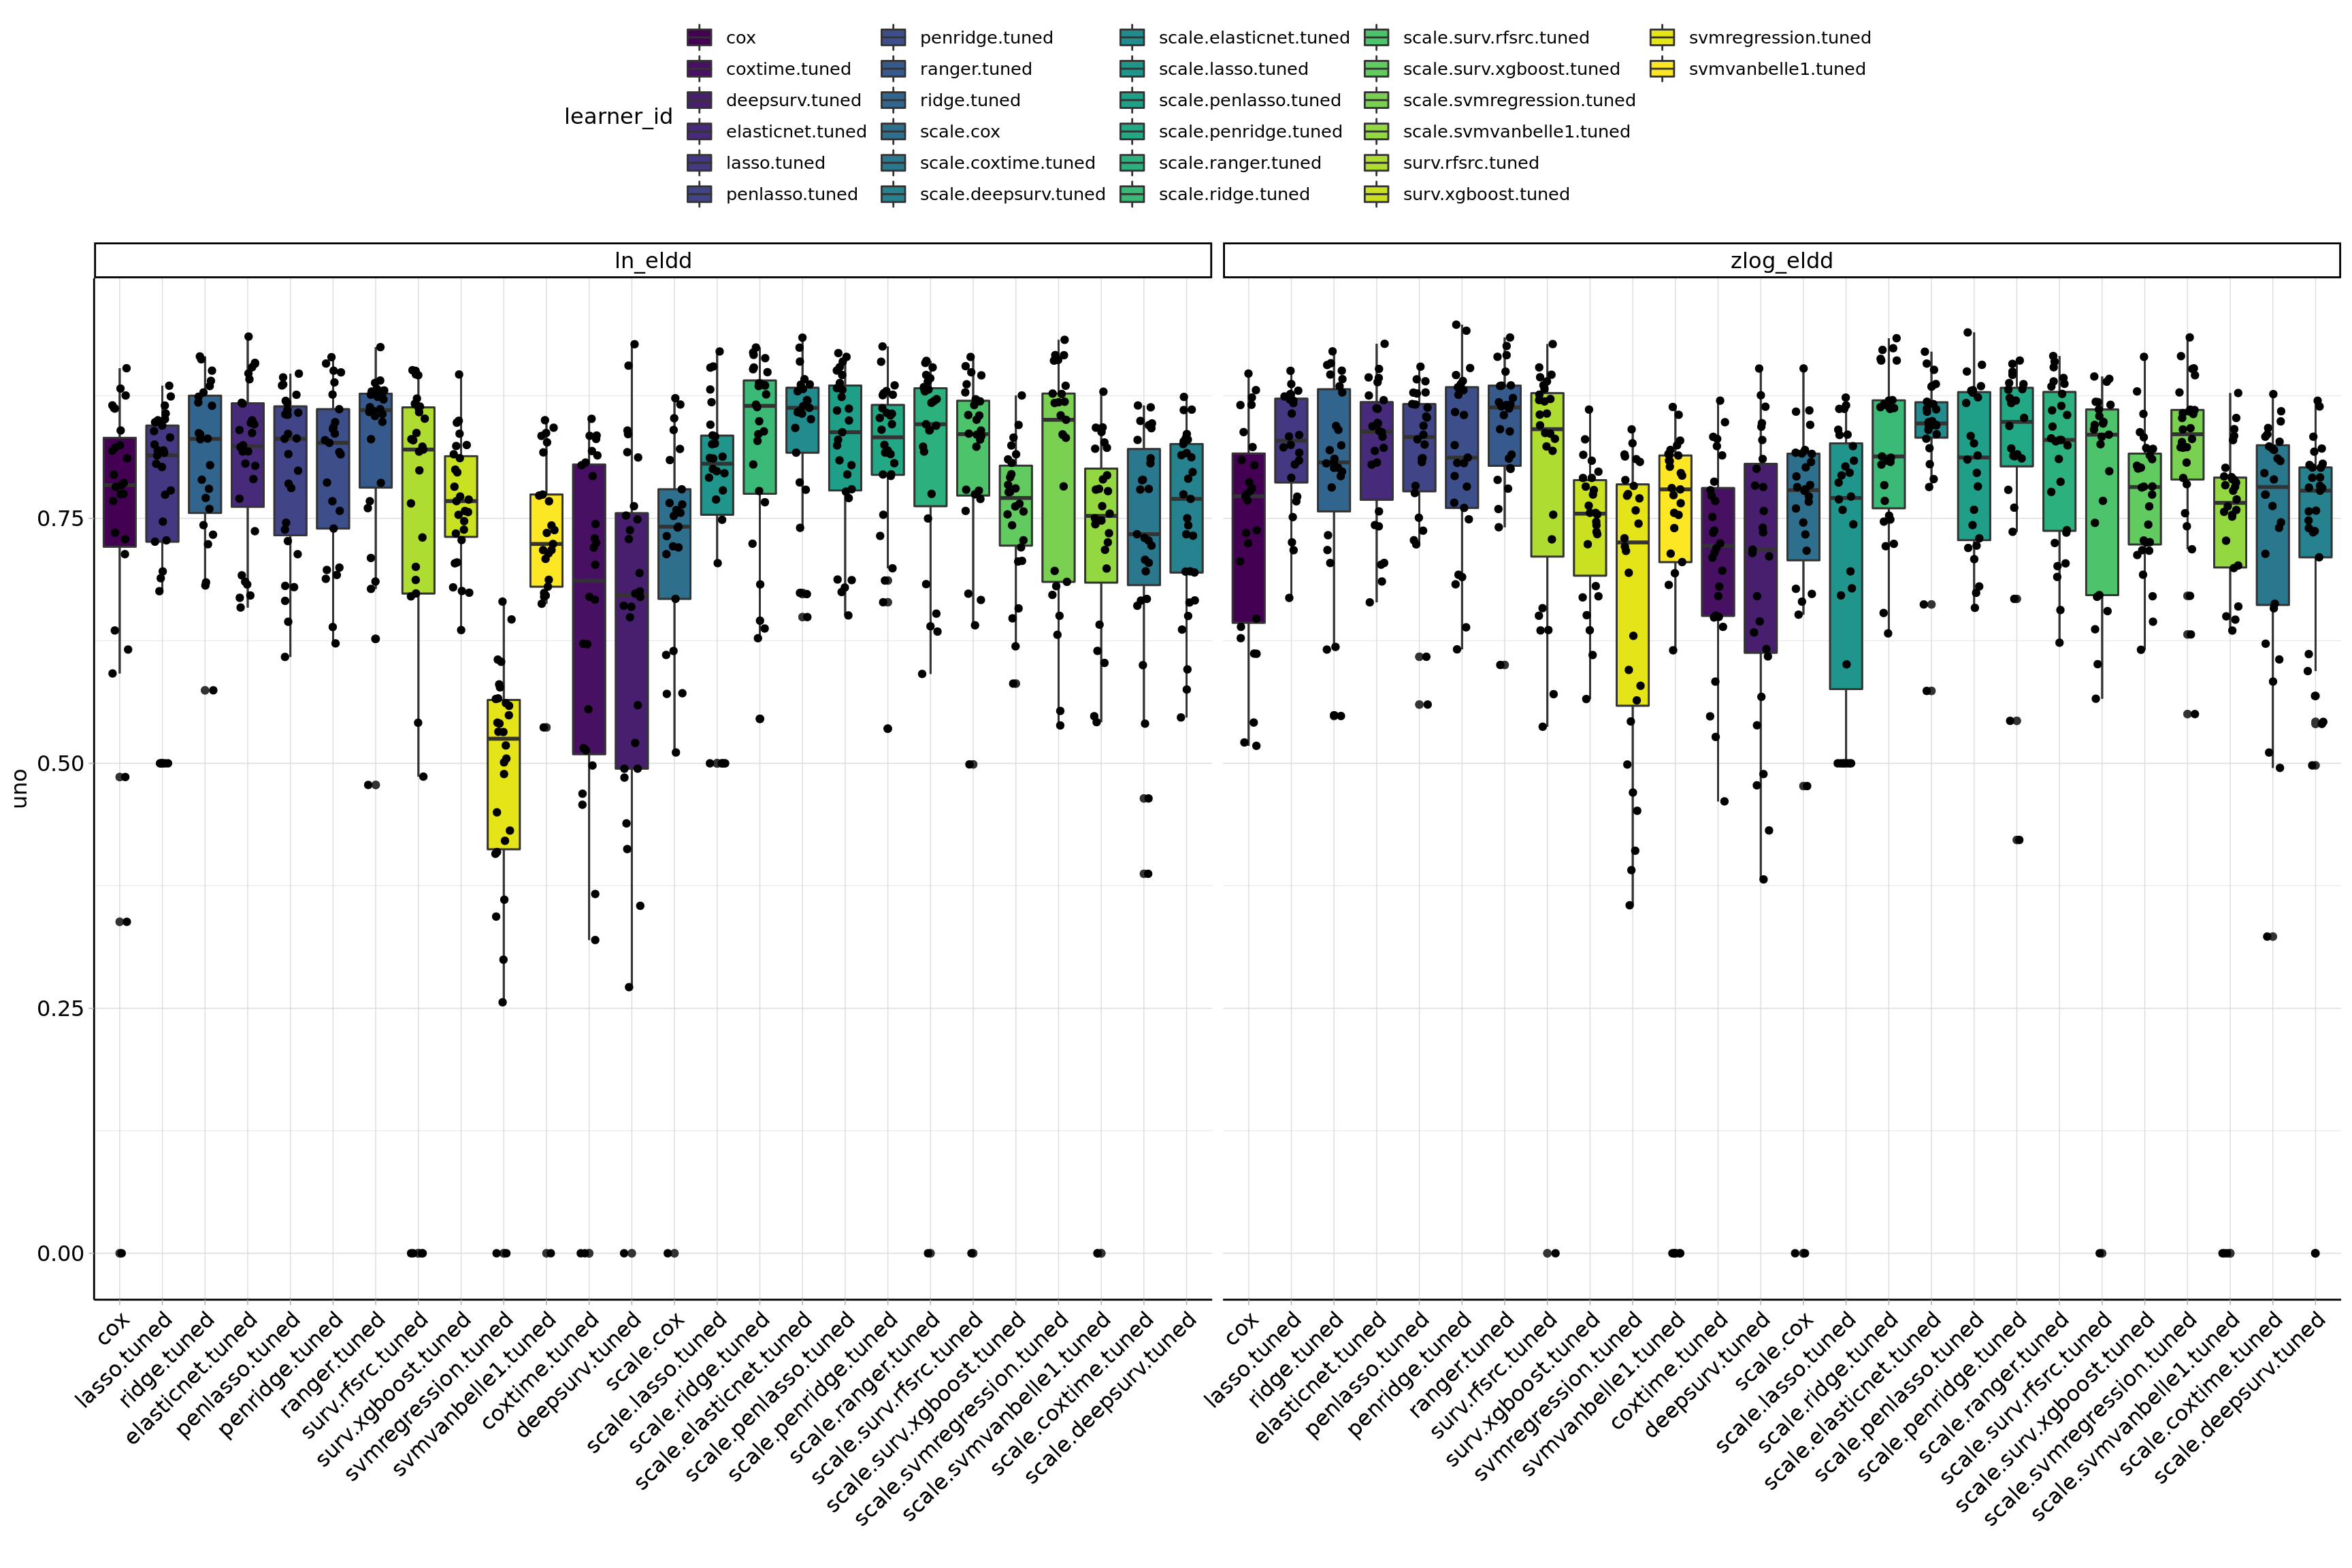 learner_id
cox
coxtime.tuned
deepsurv.tuned
elasticnet.tuned
lasso.tuned
penlasso.tuned
penridge.tuned
ranger.tuned
ridge.tuned
scale.cox
scale.coxtime.tuned
scale.deepsurv.tuned
scale.elasticnet.tuned
scale.lasso.tuned
scale.penlasso.tuned
scale.penridge.tuned
scale.ranger.tuned
scale.ridge.tuned
scale.surv.rfsrc.tuned
scale.surv.xgboost.tuned
scale.svmregression.tuned
scale.svmvanbelle1.tuned
surv.rfsrc.tuned
surv.xgboost.tuned
svmregression.tuned
svmvanbelle1.tuned
ln_eldd
zlog_eldd
uno
0.75
0.50
0.25
0.00
cox
lasso.tuned
ridge.tuned
elasticnet.tuned
penlasso.tuned
penridge.tuned
ranger.tuned
surv.rfsrc.tuned
surv.xgboost.tuned
svmregression.tuned
svmvanbelle1.tuned
coxtime.tuned
deepsurv.tuned
scale.cox
scale.lasso.tuned
scale.ridge.tuned
scale.elasticnet.tuned
scale.penlasso.tuned
scale.penridge.tuned
scale.ranger.tuned
scale.surv.rfsrc.tuned
scale.surv.xgboost.tuned
scale.svmregression.tuned
scale.svmvanbelle1.tuned
scale.coxtime.tuned
scale.deepsurv.tuned
cox
lasso.tuned
ridge.tuned
elasticnet.tuned
penlasso.tuned
penridge.tuned
ranger.tuned
surv.rfsrc.tuned
surv.xgboost.tuned
svmregression.tuned
svmvanbelle1.tuned
coxtime.tuned
deepsurv.tuned
scale.cox
scale.lasso.tuned
scale.ridge.tuned
scale.elasticnet.tuned
scale.penlasso.tuned
scale.penridge.tuned
scale.ranger.tuned
scale.surv.rfsrc.tuned
scale.surv.xgboost.tuned
scale.svmregression.tuned
scale.svmvanbelle1.tuned
scale.coxtime.tuned
scale.deepsurv.tuned